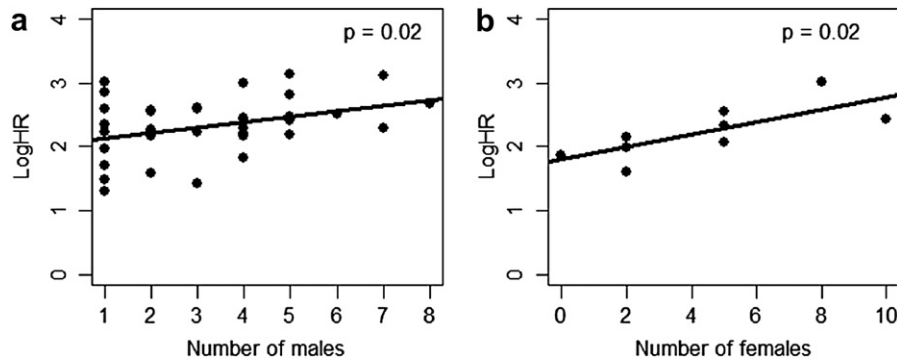 a
p = 0.02
LogHR
4
3
2
1
0
1 2 3 4 5 6 7 8
Number of males
b
p = 0.02
LogHR
4
3
2
1
0
0 2 4 6 8 10
Number of females